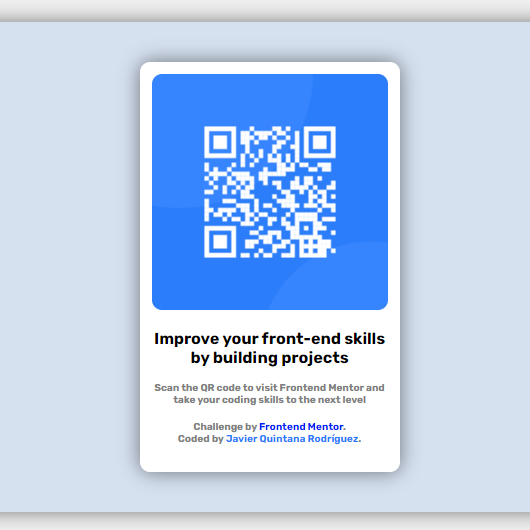 Improve your front-end skills
by building projects
Scan the QR code to visit Frontend Mentor and
take your coding skills to the next level
Challenge by Frontend Mentor.
Coded by Javier Quintana Rodríguez.